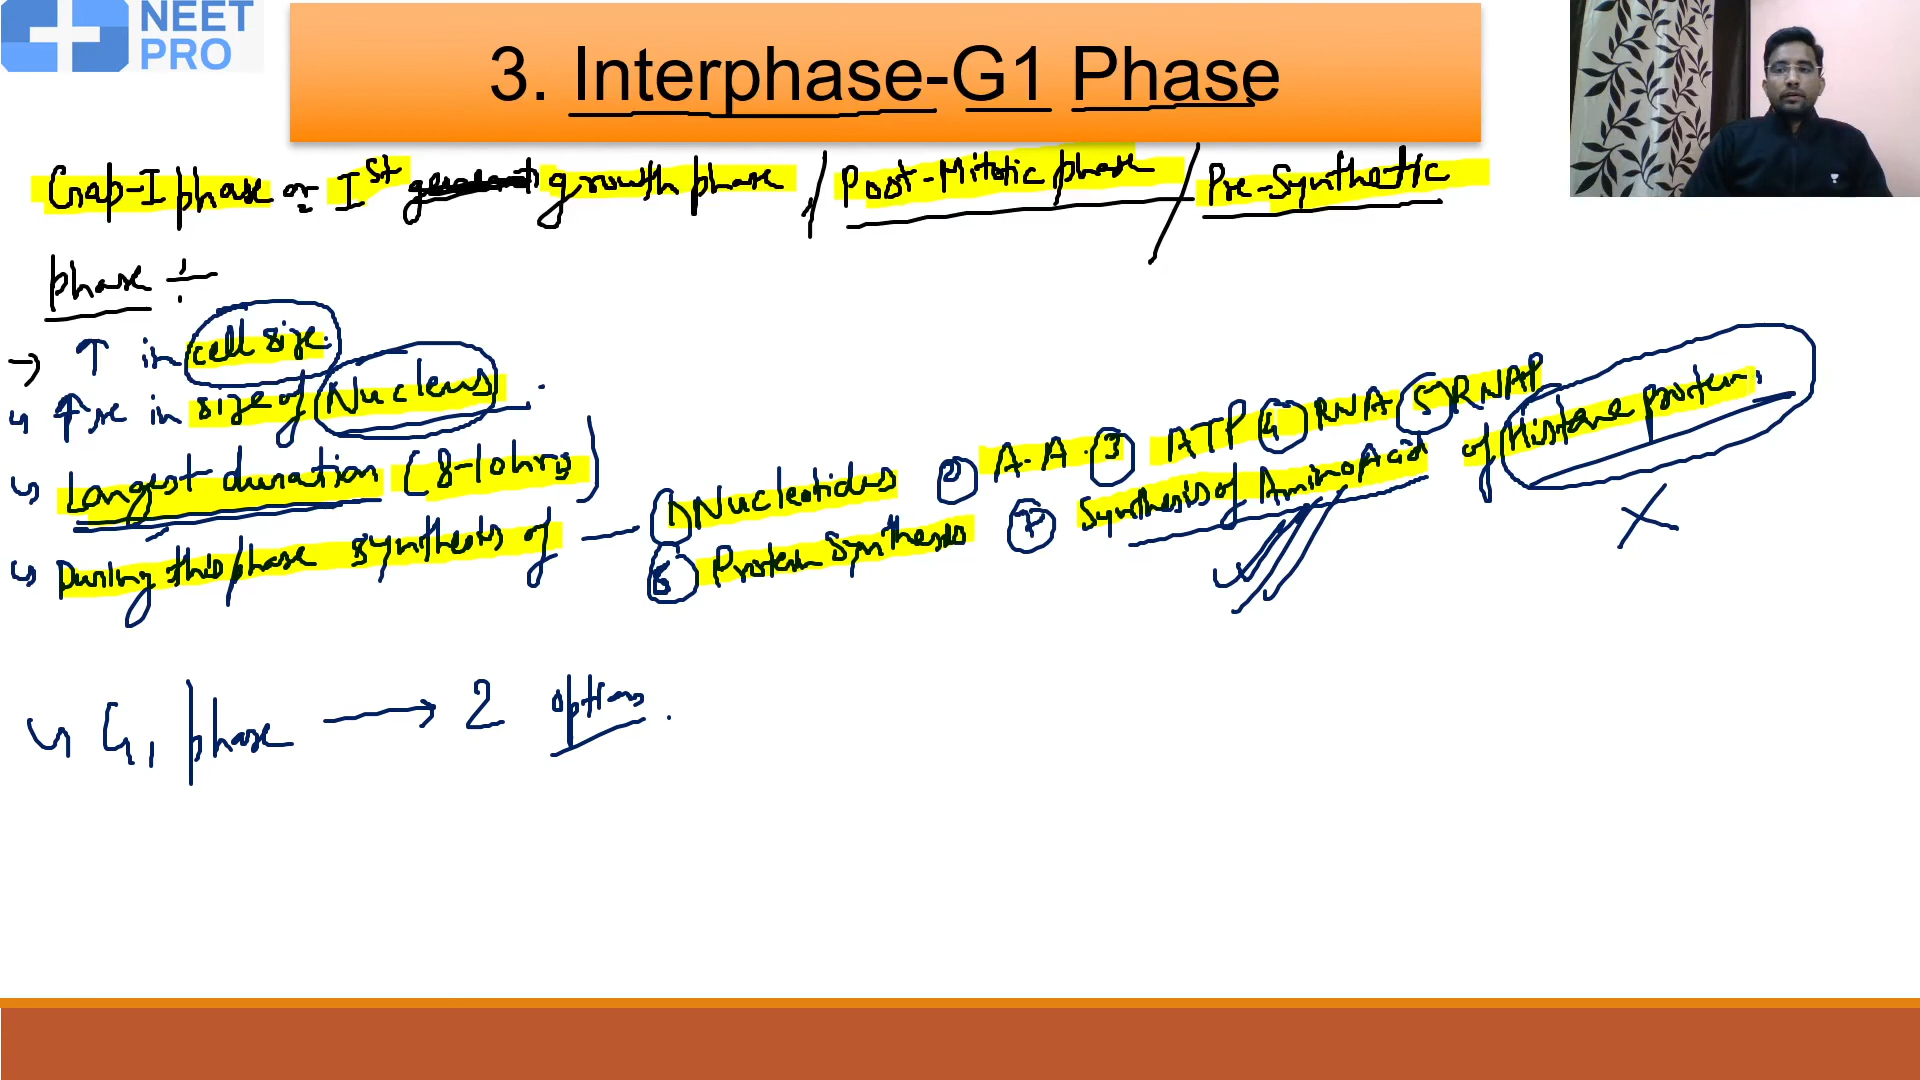 NEET
PRO
3. Interphase-G1 Phase
Gap-I phase or Ist growth phase / Post-Mitotic phase / Pre-Synthetic
phase ÷
→ ↑ in cell size.
↳ ↑se in size of Nucleus.
↳ Longest duration (8-10hrs)
↳ During this phase synthesis of — 1) Nucleotides 2) A.A. 3) ATP 4) RNA 5) RNAP
6) Protein Synthesis 7) Synthesis of Amino Acid of Histone protein. X
↳ G1 phase → 2 options.